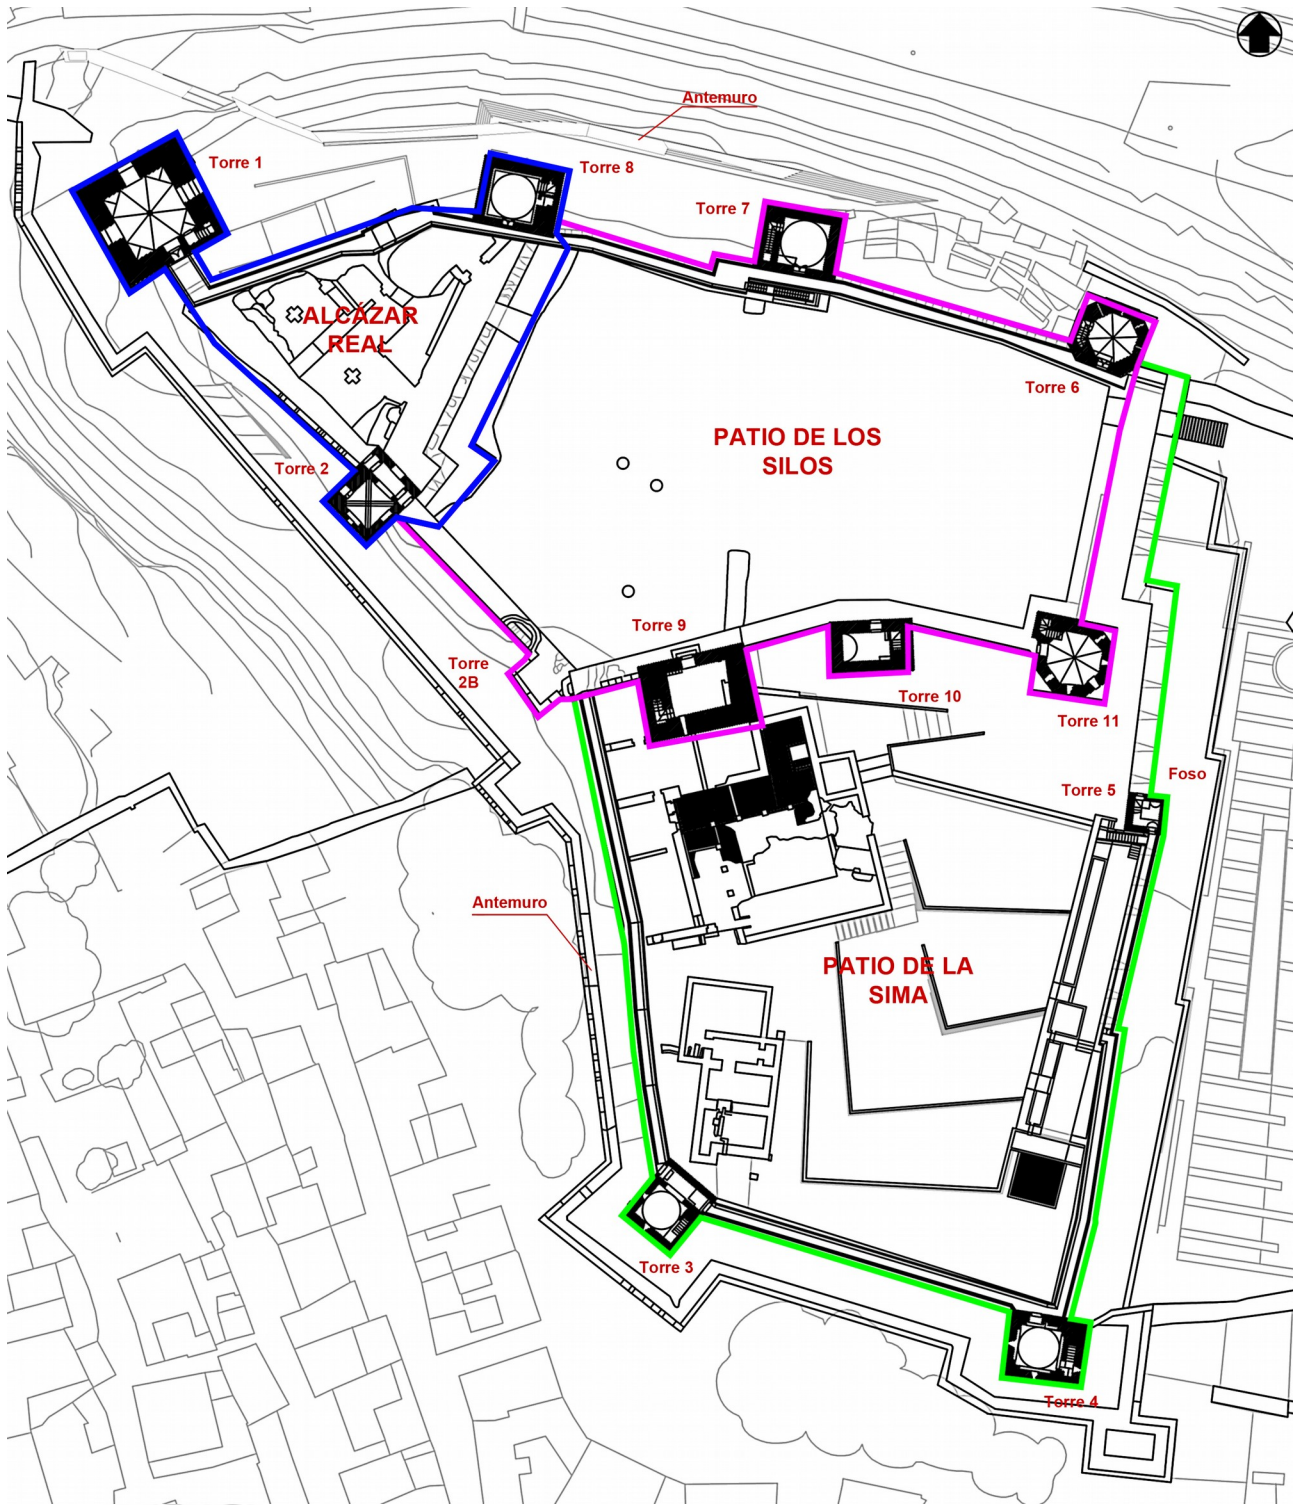 Antemuro
Torre 1
Torre 8
Torre 7
ALCÁZAR
REAL
Torre 6
PATIO DE LOS
SILOS
Torre 2
Torre 9
Torre
2B
Torre 10
Torre 11
Foso
Torre 5
Antemuro
PATIO DE LA
SIMA
Torre 3
Torre 4